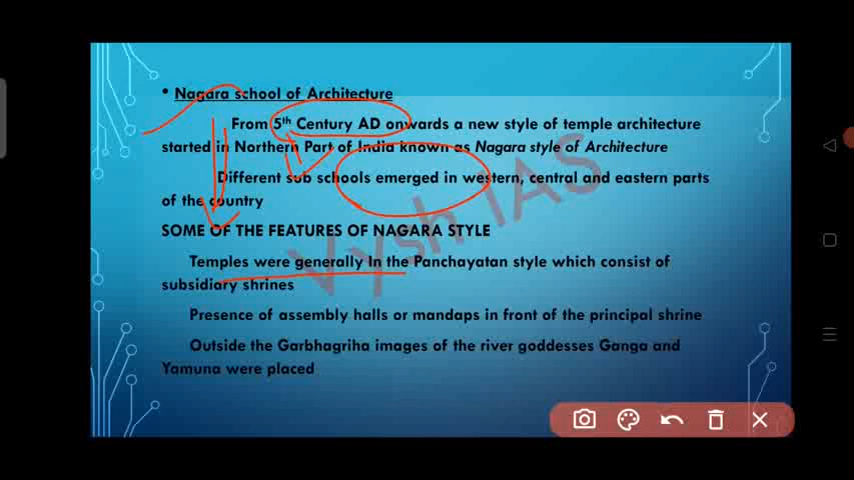 • Nagara school of Architecture
From 5th Century AD onwards a new style of temple architecture
started in Northern Part of India known as Nagara style of Architecture
Different sub schools emerged in western, central and eastern parts
of the country
SOME OF THE FEATURES OF NAGARA STYLE
Temples were generally In the Panchayatan style which consist of
subsidiary shrines
Presence of assembly halls or mandaps in front of the principal shrine
Outside the Garbhagriha images of the river goddesses Ganga and
Yamuna were placed
Vysh IAS